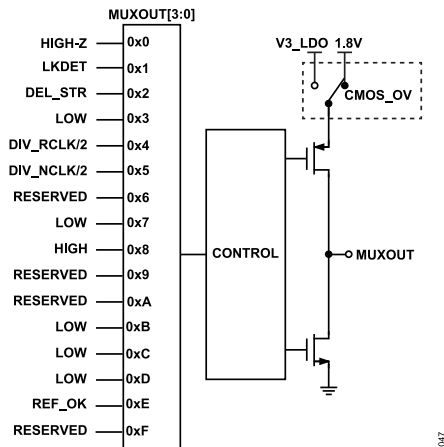 MUXOUT[3:0]
HIGH-Z 0x0
LKDET 0x1
DEL_STR 0x2
LOW 0x3
DIV_RCLK/2 0x4
DIV_NCLK/2 0x5
RESERVED 0x6
LOW 0x7
HIGH 0x8
RESERVED 0x9
RESERVED 0xA
LOW 0xB
LOW 0xC
LOW 0xD
REF_OK 0xE
RESERVED 0xF
CONTROL
V3_LDO 1.8V
CMOS_OV
MUXOUT
047